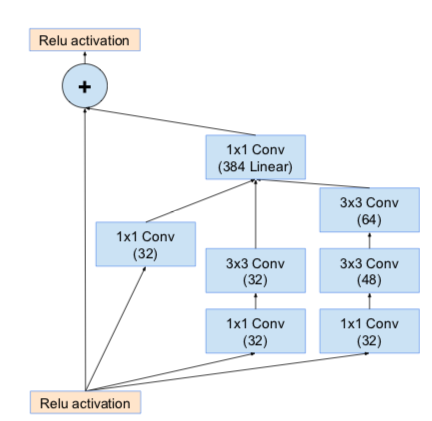 Relu activation
+
1x1 Conv
(384 Linear)
3x3 Conv
(64)
1x1 Conv
(32)
3x3 Conv
(32)
3x3 Conv
(48)
1x1 Conv
(32)
1x1 Conv
(32)
Relu activation